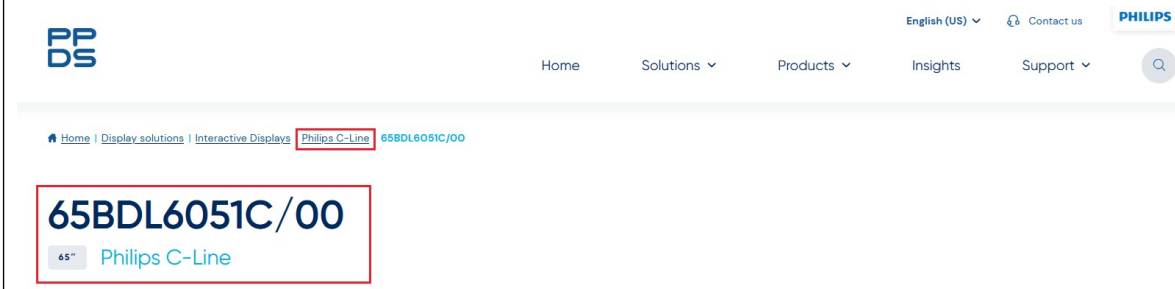 English (US) Contact us PHILIPS
PP
DS
Home Solutions Products Insights Support
Home | Display solutions | Interactive Displays Philips C-Line 65BDL6051C/00
65BDL6051C/00
65" Philips C-Line